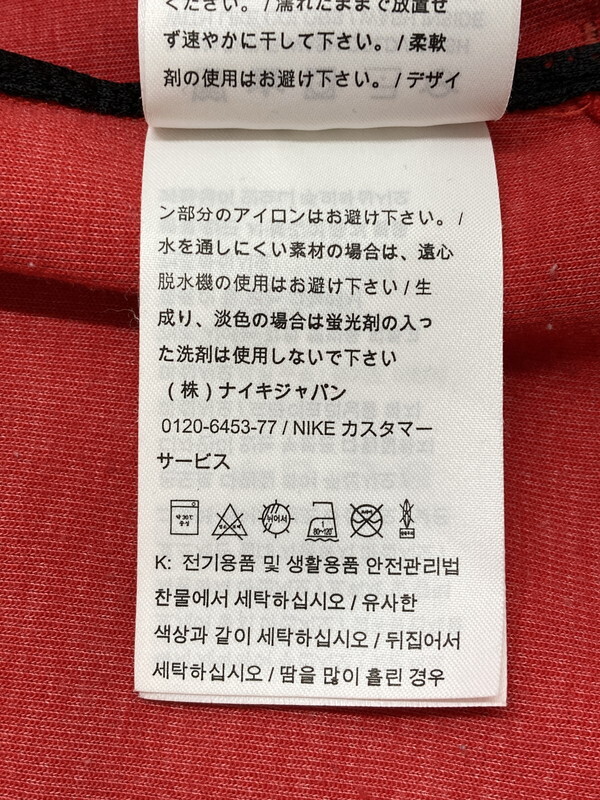 ください。/ 濡れたままで放置せ
ず速やかに干して下さい。/ 柔軟
剤の使用はお避け下さい。/ デザイ
ン部分のアイロンはお避け下さい。/
水を通しにくい素材の場合は、遠心
脱水機の使用はお避け下さい / 生
成り、淡色の場合は蛍光剤の入っ
た洗剤は使用しないで下さい
（株）ナイキジャパン
0120-6453-77 / NIKE カスタマー
サービス
약 30℃ 중성 뉘어서 80~120℃
K: 전기용품 및 생활용품 안전관리법
찬물에서 세탁하십시오 / 유사한
색상과 같이 세탁하십시오 / 뒤집어서
세탁하십시오 / 땀을 많이 흘린 경우